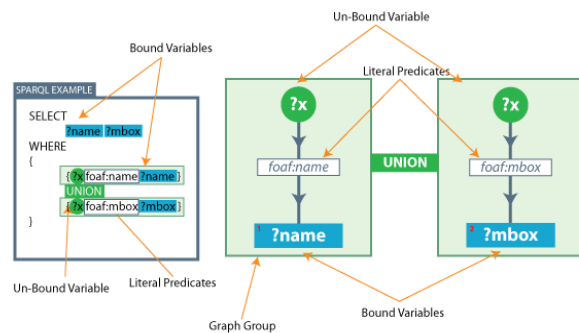 Un-Bound Variable
Bound Variables
SPARQL EXAMPLE
SELECT
?name ?mbox
WHERE
{
{?x foaf:name ?name}
UNION
{?x foaf:mbox ?mbox}
}
Un-Bound Variable
Literal Predicates
Literal Predicates
?x
?x
foaf:name
UNION
foaf:mbox
1 ?name
2 ?mbox
Graph Group
Bound Variables